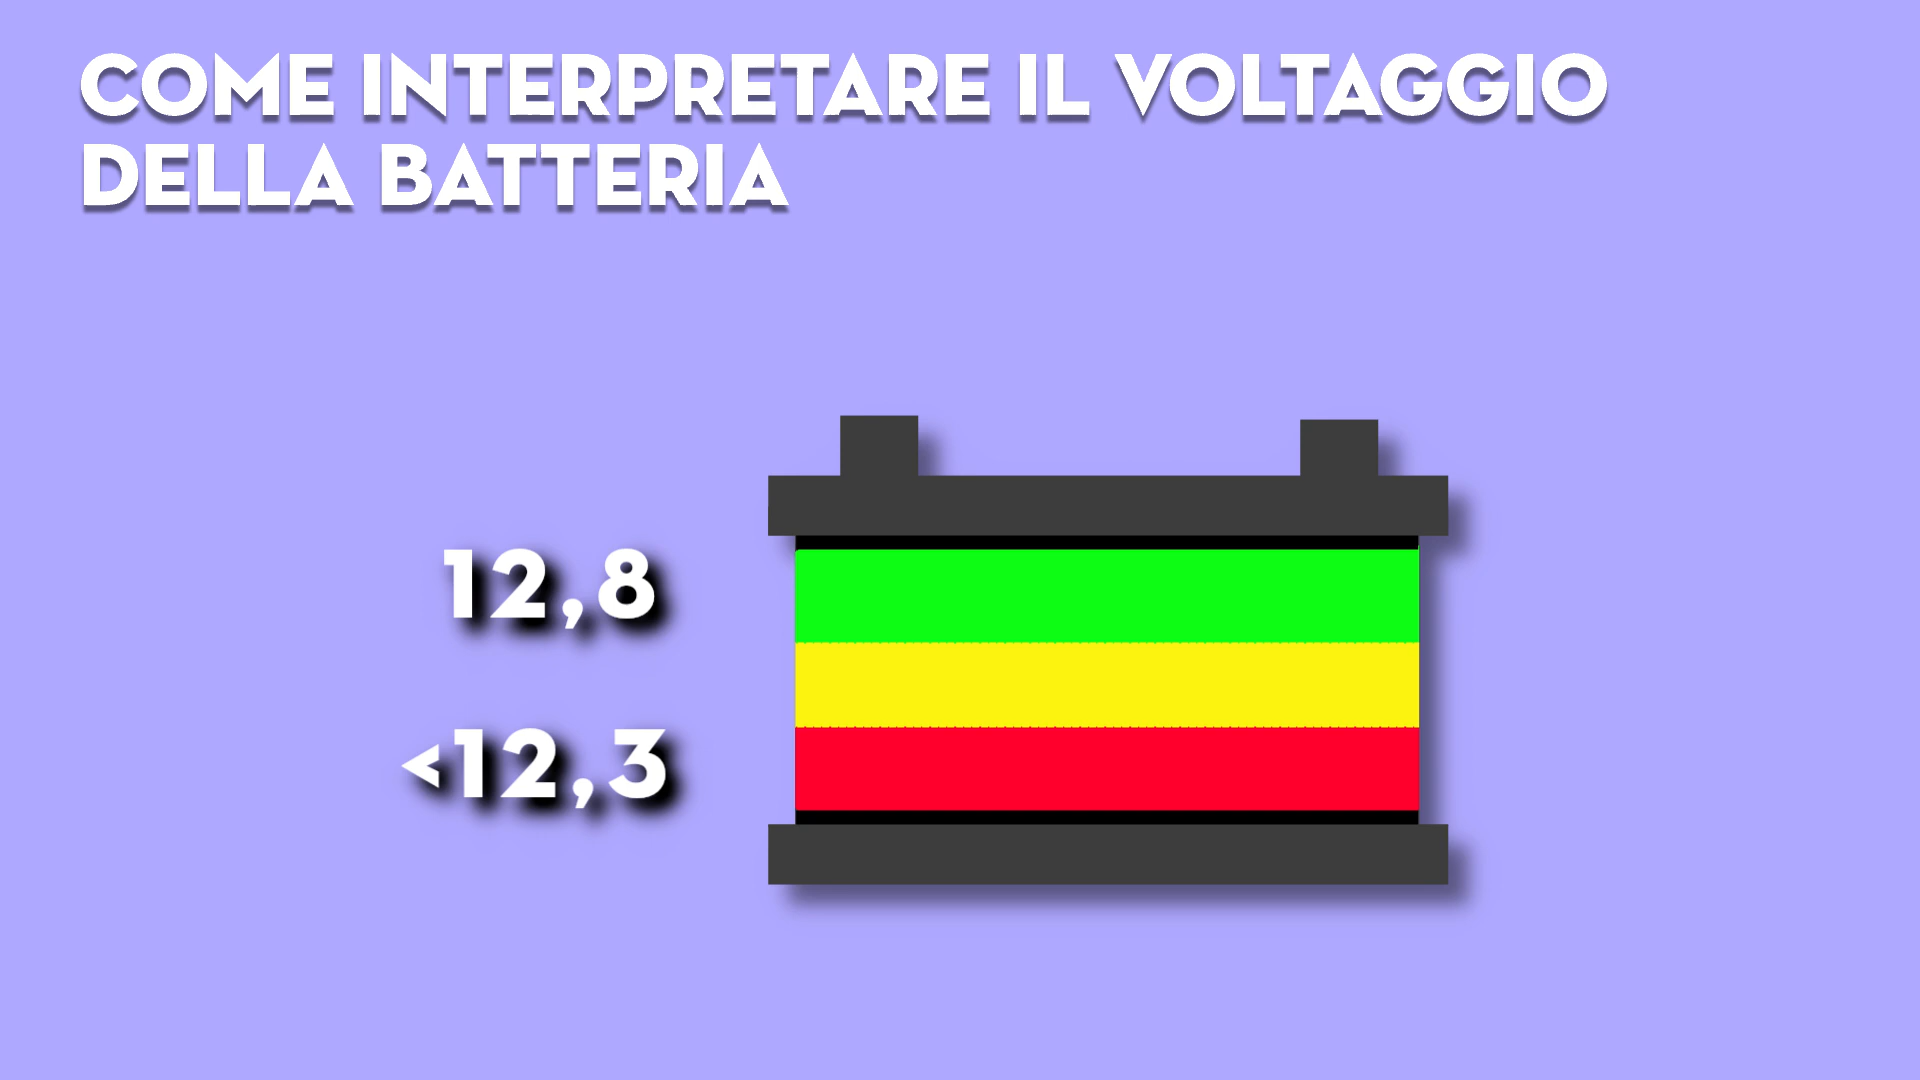 COME INTERPRETARE IL VOLTAGGIO
DELLA BATTERIA
12,8
<12,3